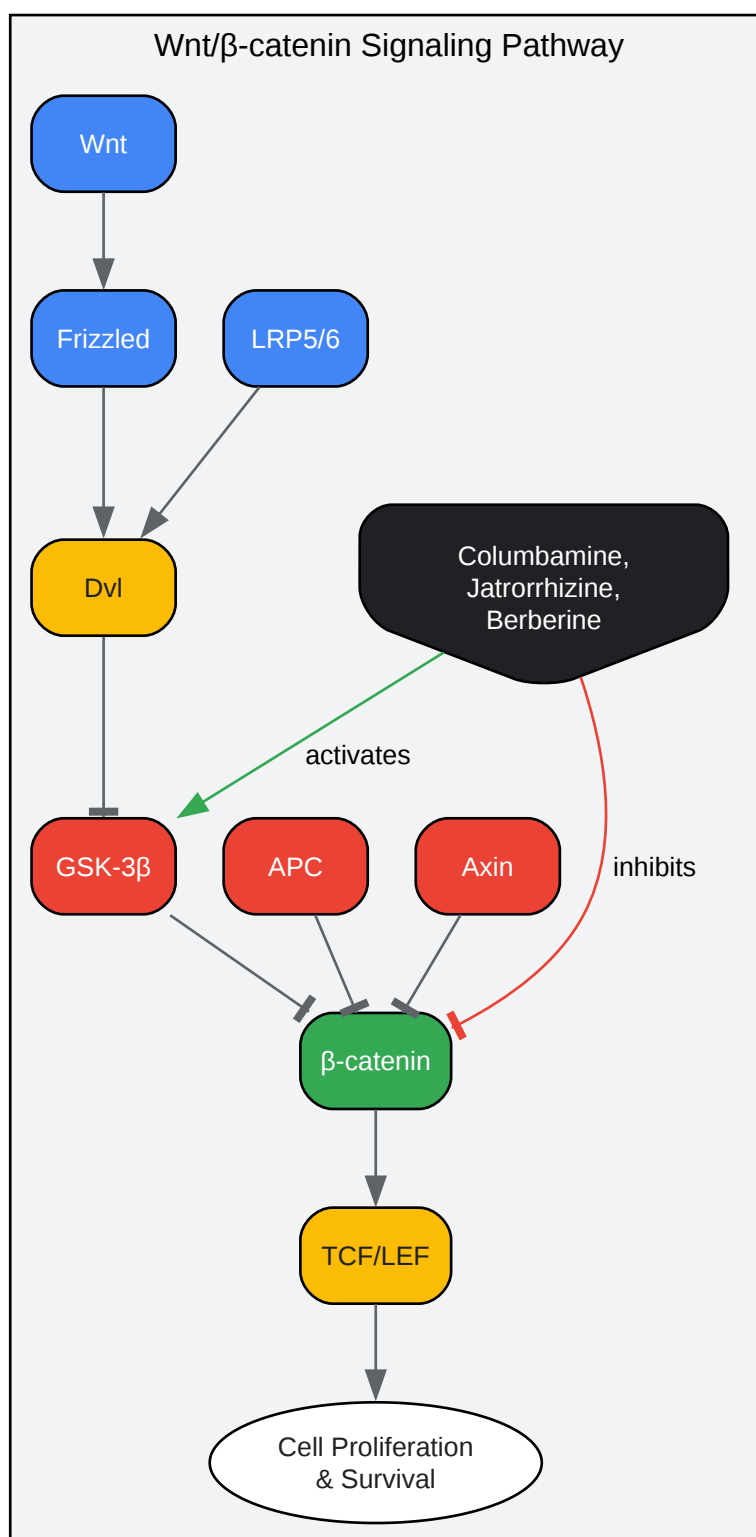 Wnt/β-catenin Signaling Pathway
Wnt
Frizzled
LRP5/6
Columbamine,
Jatrorrhizine,
Berberine
Dvl
activates
GSK-3β
APC
Axin
inhibits
β-catenin
TCF/LEF
Cell Proliferation
& Survival